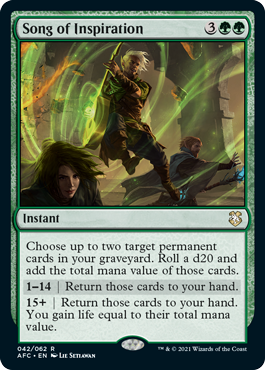 Song of Inspiration 3
Instant
Choose up to two target permanent
cards in your graveyard. Roll a d20 and
add the total mana value of those cards.
1–14 | Return those cards to your hand.
15+ | Return those cards to your hand.
You gain life equal to their total mana
value.
042/062 R
AFC • EN Lie Setiawan
™ & © 2021 Wizards of the Coast